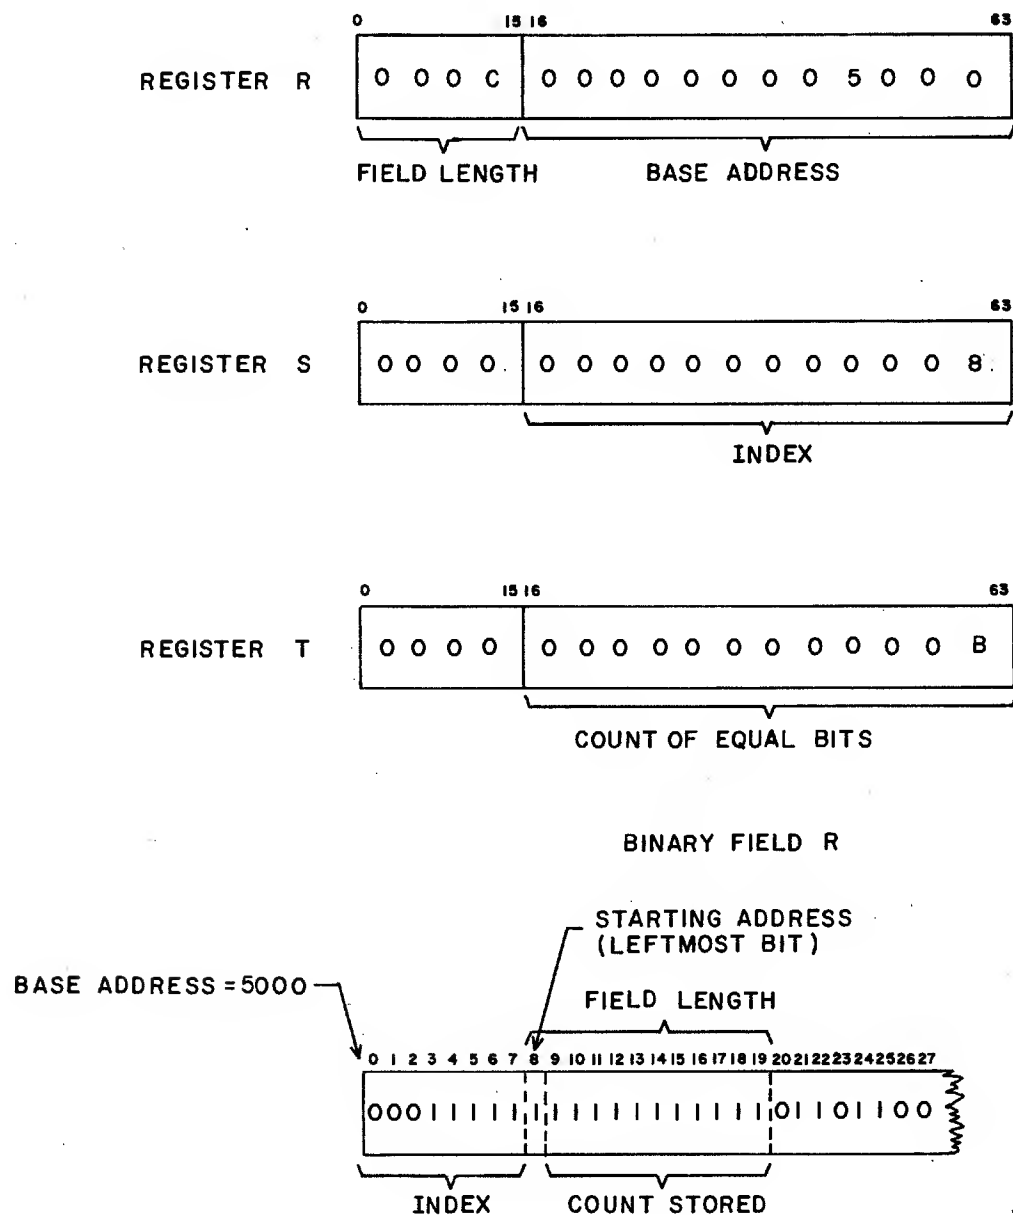 0 15 16 63
REGISTER R 0 0 0 C 0 0 0 0 0 0 0 0 5 0 0 0
FIELD LENGTH BASE ADDRESS
0 15 16 63
REGISTER S 0 0 0 0 0 0 0 0 0 0 0 0 0 0 0 8
INDEX
0 15 16 63
REGISTER T 0 0 0 0 0 0 0 0 0 0 0 0 0 0 0 B
COUNT OF EQUAL BITS
BINARY FIELD R
STARTING ADDRESS
(LEFTMOST BIT)
BASE ADDRESS = 5000
FIELD LENGTH
0 1 2 3 4 5 6 7 8 9 10 11 12 13 14 15 16 17 18 19 20 21 22 23 24 25 26 27
0 0 0 1 1 1 1 1 1 1 1 1 1 1 1 1 1 1 1 1 0 1 1 0 1 1 0 0
INDEX COUNT STORED